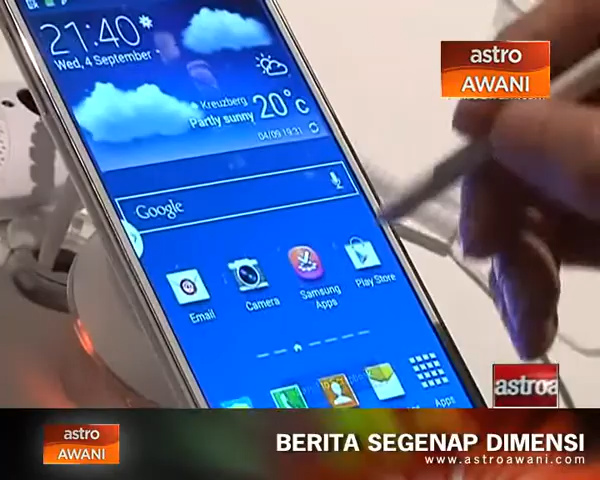 21:40
Wed, 4 September
Kreuzberg
Partly sunny
20°c
04/09 19:31
Google
Email
Camera
Samsung
Apps
Play Store
Apps
astro
AWANI
astroa
astro
AWANI
BERITA SEGENAP DIMENSI
www.astroawani.com